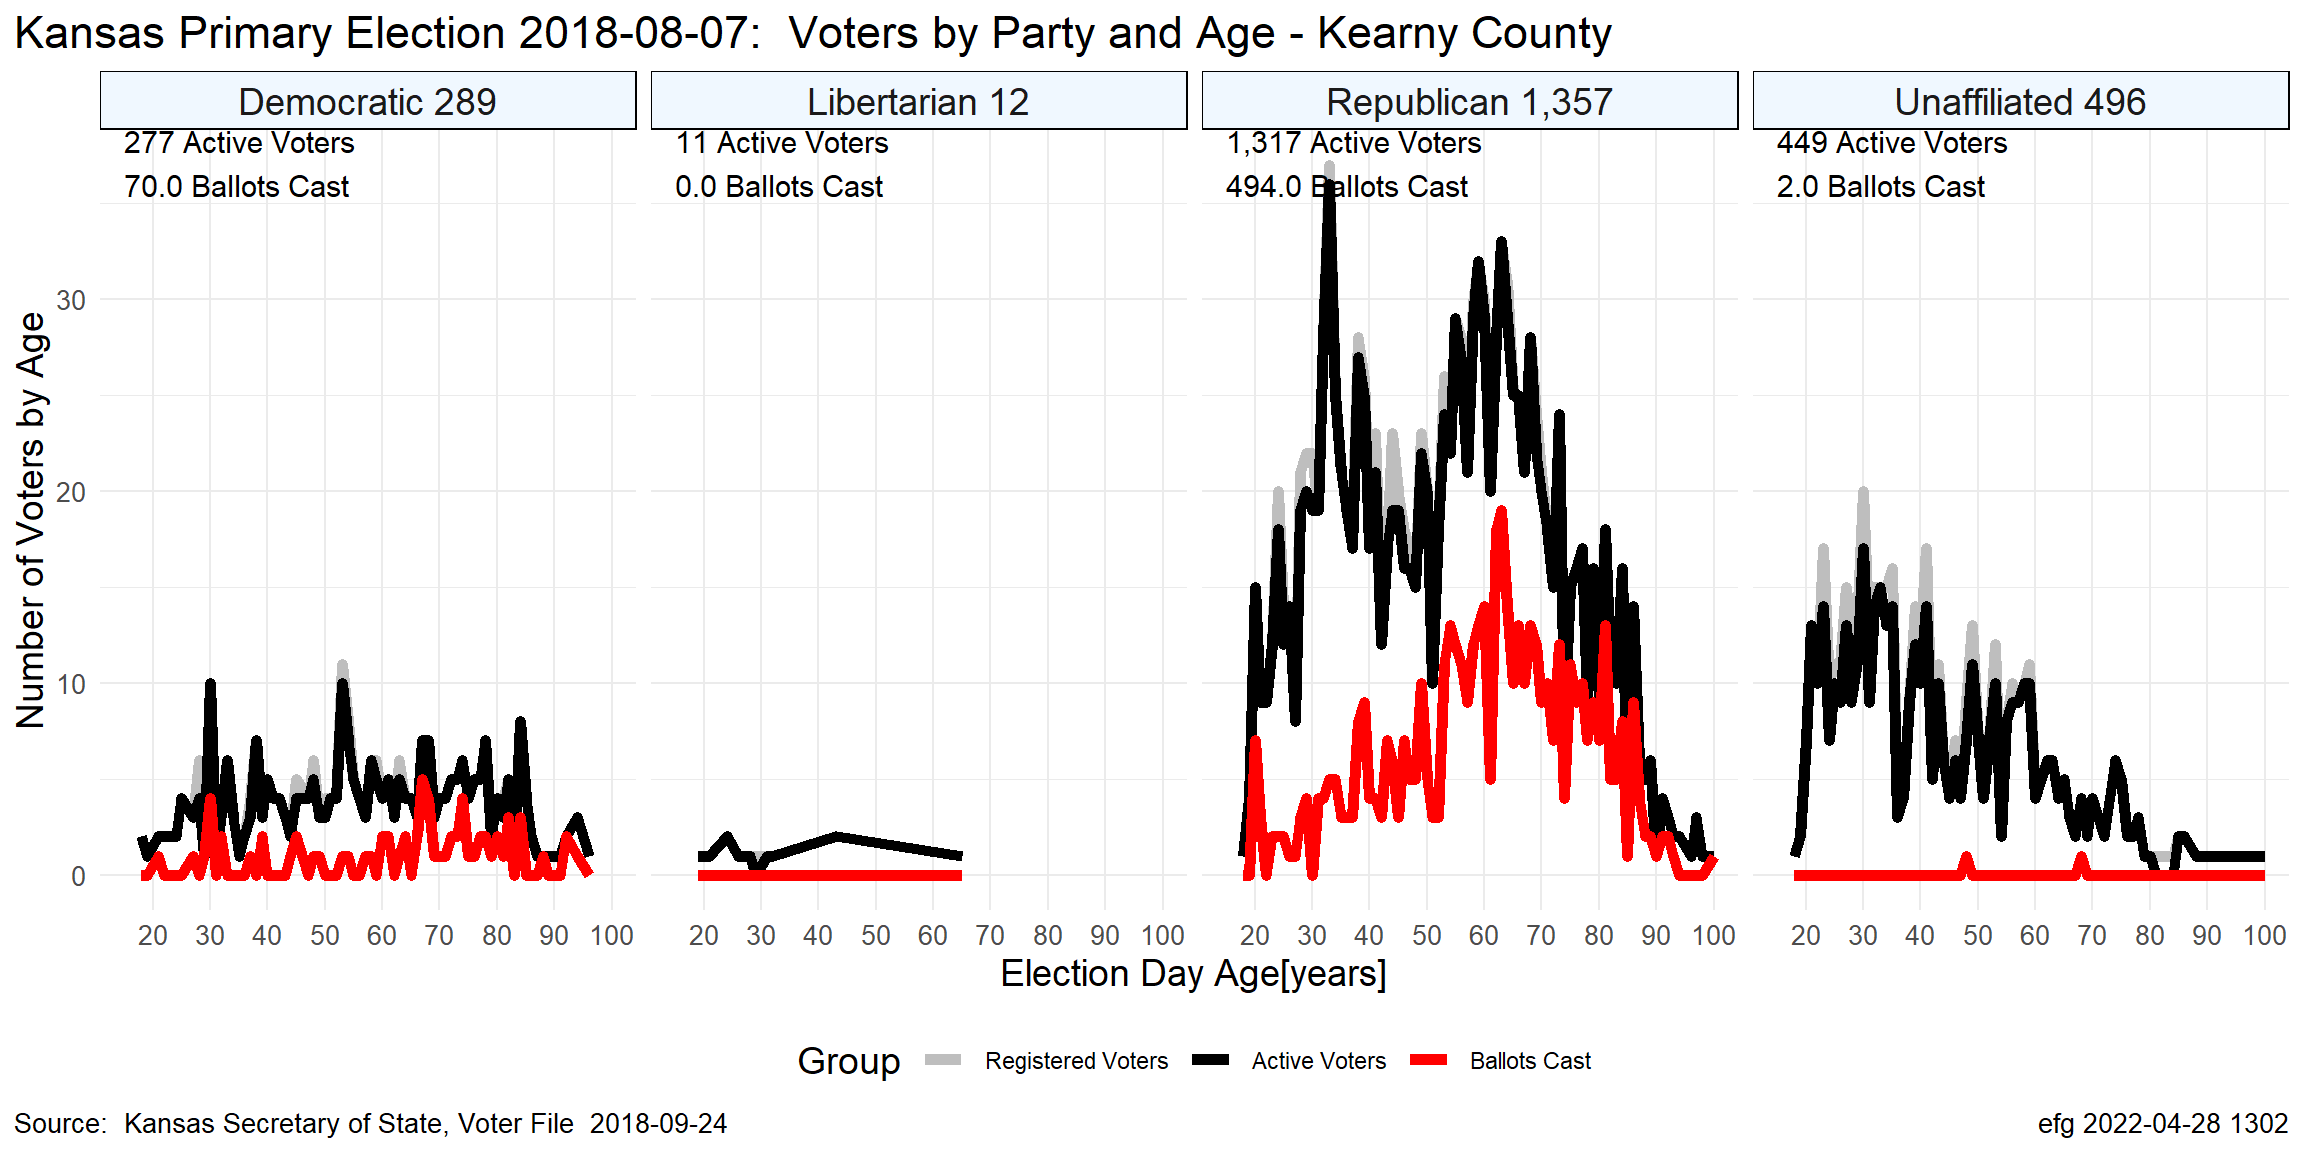 Kansas Primary Election 2018-08-07:  Voters by Party and Age - Kearny County
Democratic 289
Libertarian 12
Republican 1,357
Unaffiliated 496
277 Active Voters
70.0 Ballots Cast
11 Active Voters
0.0 Ballots Cast
1,317 Active Voters
494.0 Ballots Cast
449 Active Voters
2.0 Ballots Cast
Number of Voters by Age
30
20
10
0
20 30 40 50 60 70 80 90 100
20 30 40 50 60 70 80 90 100
20 30 40 50 60 70 80 90 100
20 30 40 50 60 70 80 90 100
Election Day Age[years]
Group Registered Voters Active Voters Ballots Cast
Source:  Kansas Secretary of State, Voter File  2018-09-24
efg 2022-04-28 1302